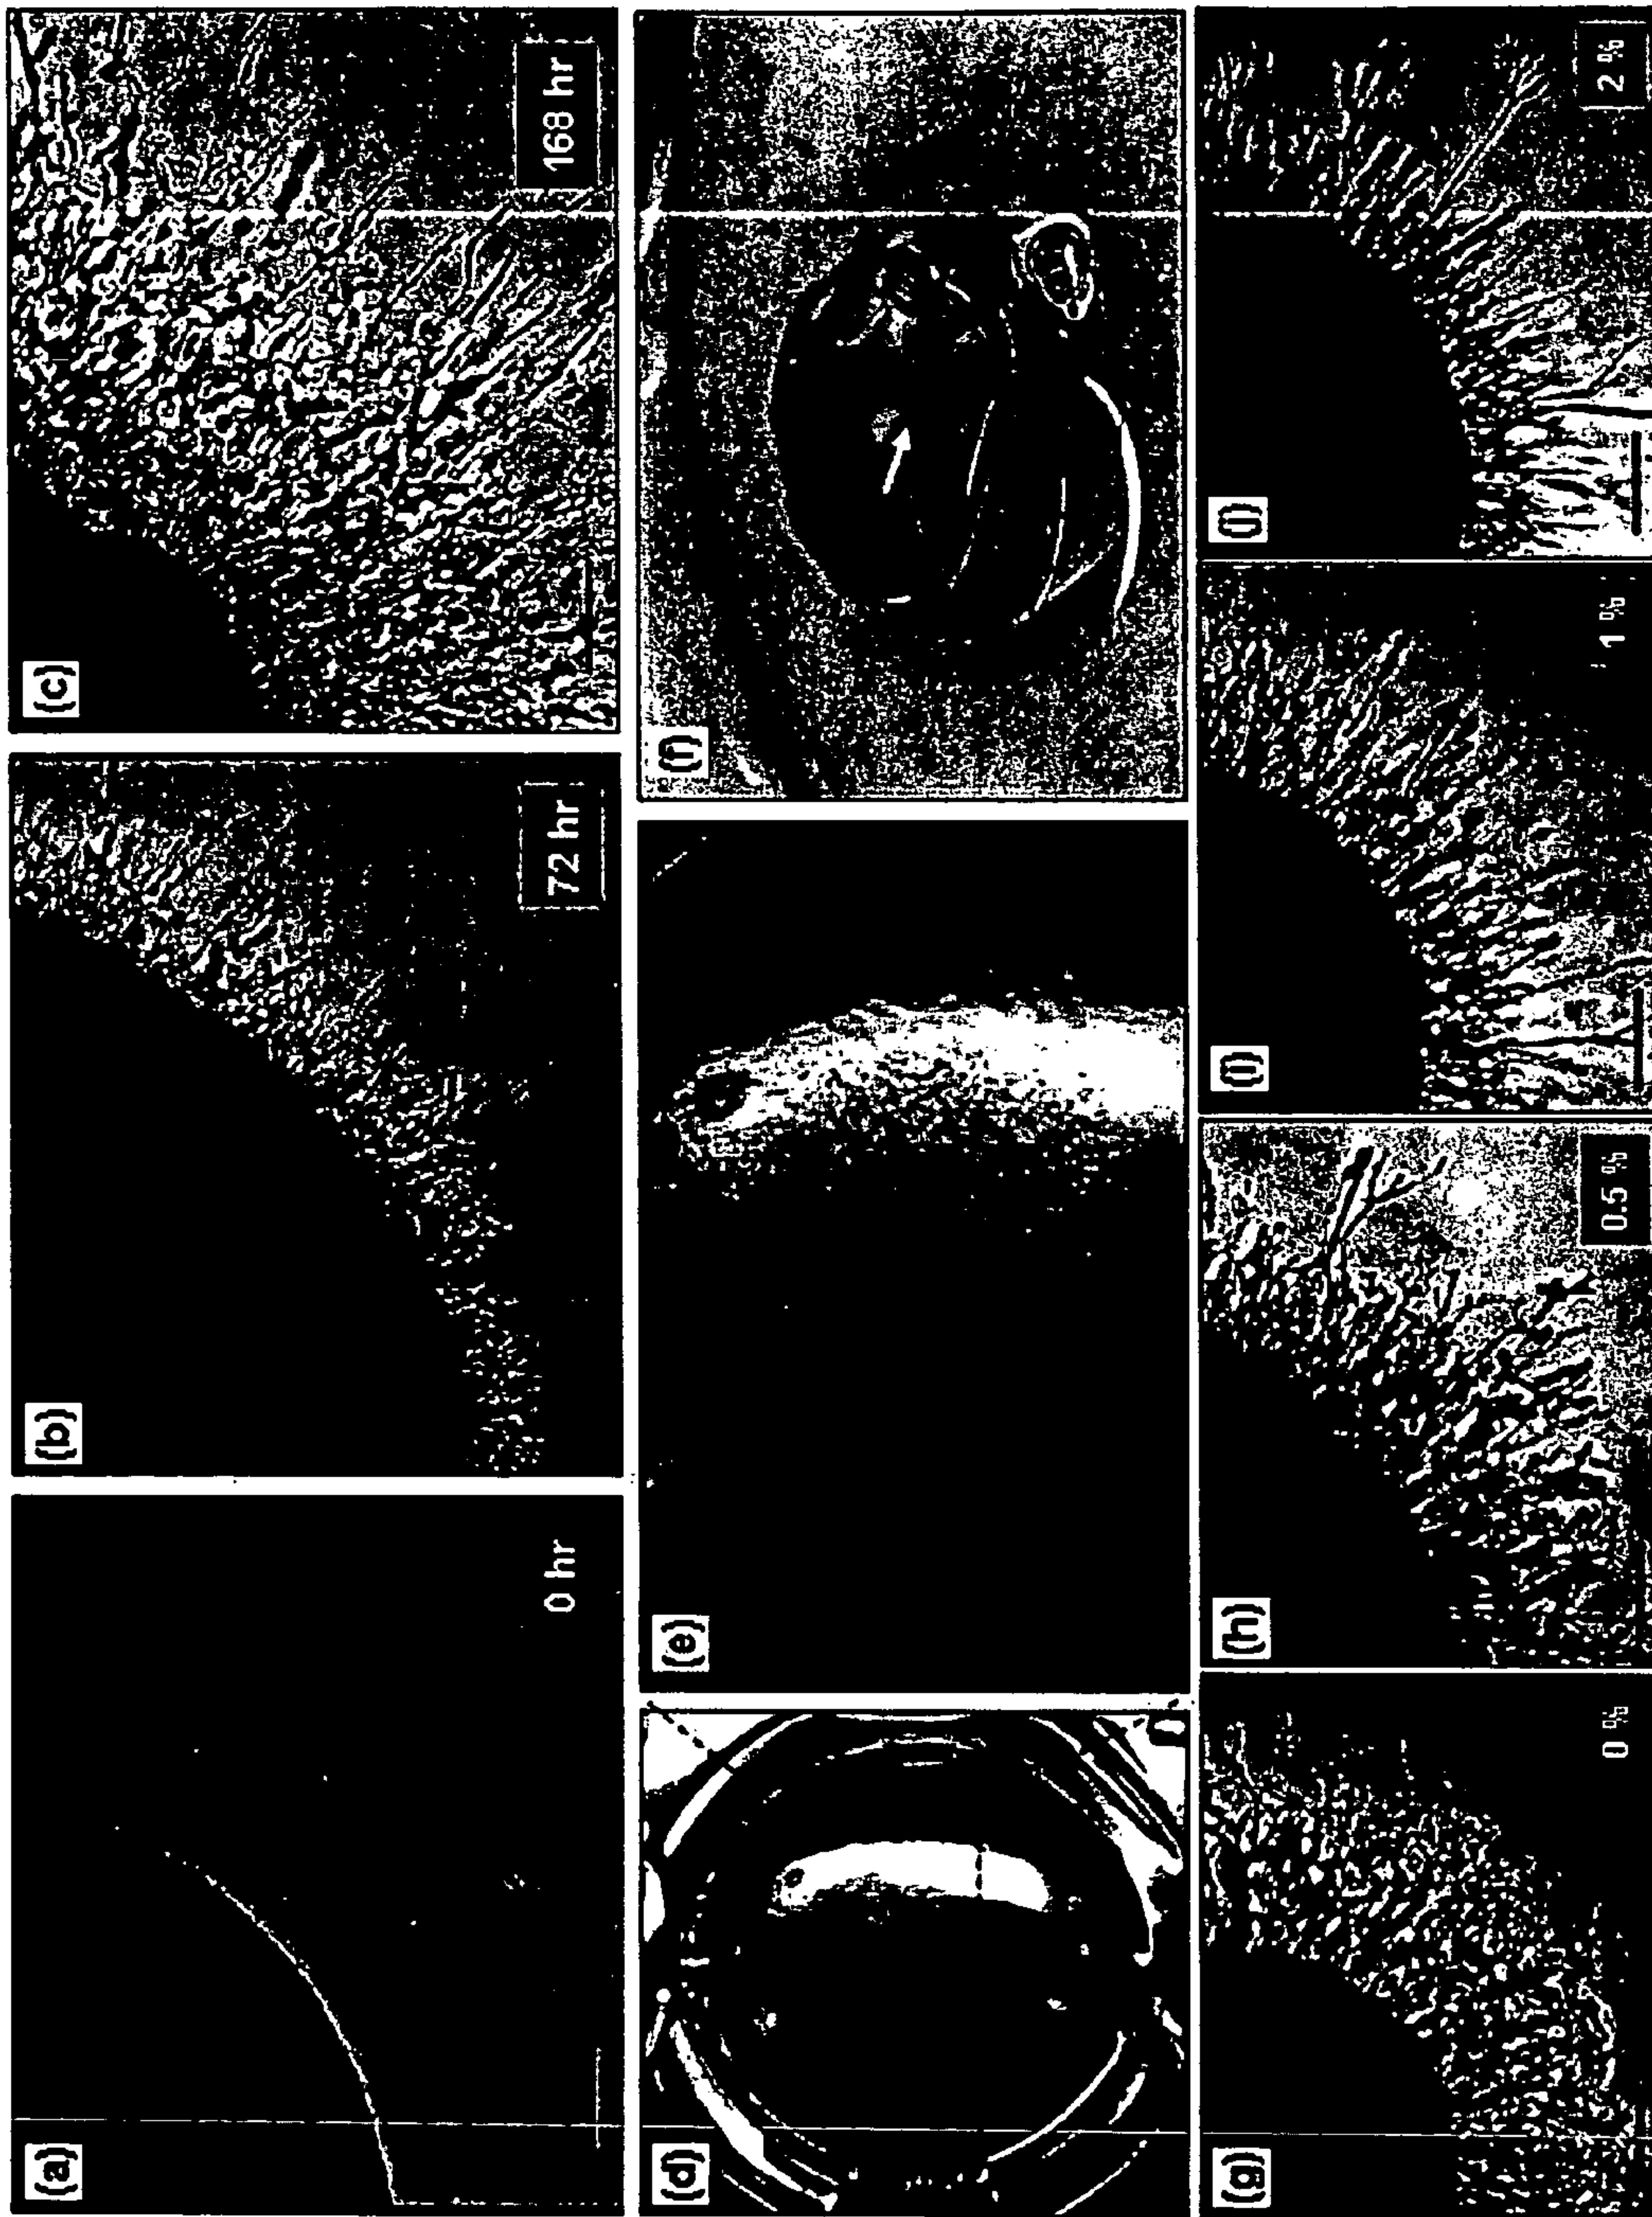 (a)
0 hr
(b)
72 hr
(c)
168 hr
(d)
(e)
(f)
(g)
0 %
(h)
0.5 %
(i)
1 %
(j)
2 %